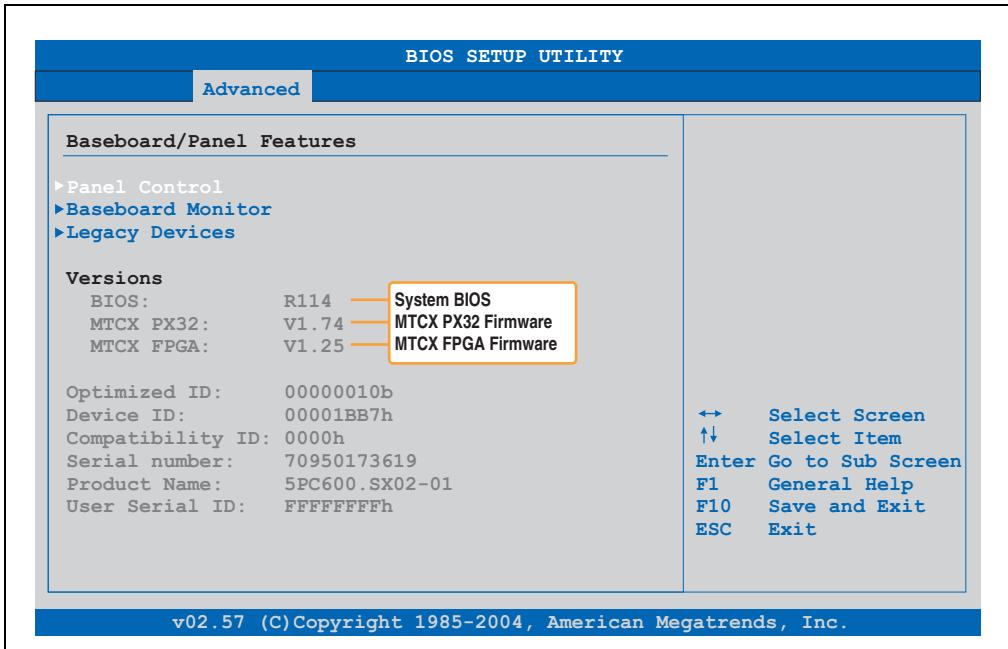 BIOS SETUP UTILITY
Advanced
Baseboard/Panel Features
▶Panel Control
▶Baseboard Monitor
▶Legacy Devices
Versions
BIOS: R114 System BIOS
MTCX PX32: V1.74 MTCX PX32 Firmware
MTCX FPGA: V1.25 MTCX FPGA Firmware
Optimized ID: 00000010b
Device ID: 00001BB7h
Compatibility ID: 0000h
Serial number: 70950173619
Product Name: 5PC600.SX02-01
User Serial ID: FFFFFFFFh
↔ Select Screen
↑↓ Select Item
Enter Go to Sub Screen
F1 General Help
F10 Save and Exit
ESC Exit
v02.57 (C)Copyright 1985-2004, American Megatrends, Inc.